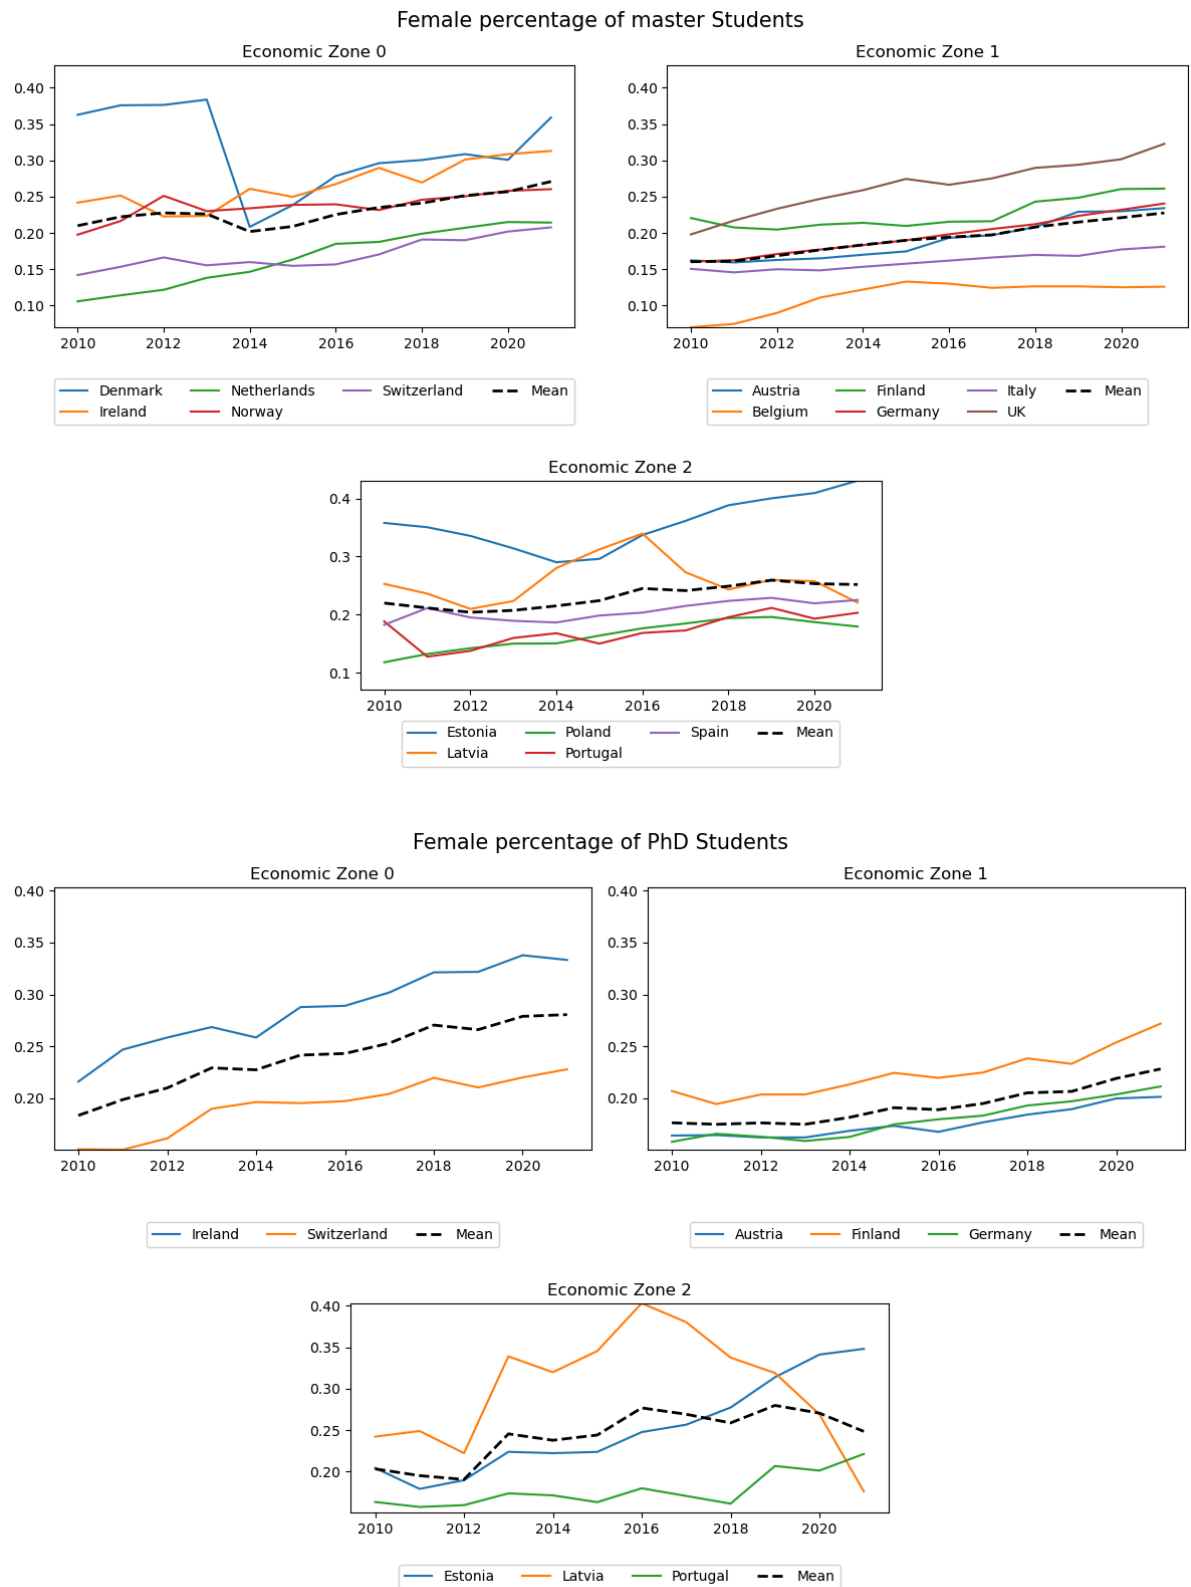 Female percentage of master Students
Economic Zone 0
0.40
0.35
0.30
0.25
0.20
0.15
0.10
2010 2012 2014 2016 2018 2020
Denmark Netherlands Switzerland Mean
Ireland Norway
Economic Zone 1
0.40
0.35
0.30
0.25
0.20
0.15
0.10
2010 2012 2014 2016 2018 2020
Austria Finland Italy Mean
Belgium Germany UK
Economic Zone 2
0.4
0.3
0.2
0.1
2010 2012 2014 2016 2018 2020
Estonia Poland Spain Mean
Latvia Portugal
Female percentage of PhD Students
Economic Zone 0
0.40
0.35
0.30
0.25
0.20
2010 2012 2014 2016 2018 2020
Ireland Switzerland Mean
Economic Zone 1
0.40
0.35
0.30
0.25
0.20
2010 2012 2014 2016 2018 2020
Austria Finland Germany Mean
Economic Zone 2
0.40
0.35
0.30
0.25
0.20
2010 2012 2014 2016 2018 2020
Estonia Latvia Portugal Mean